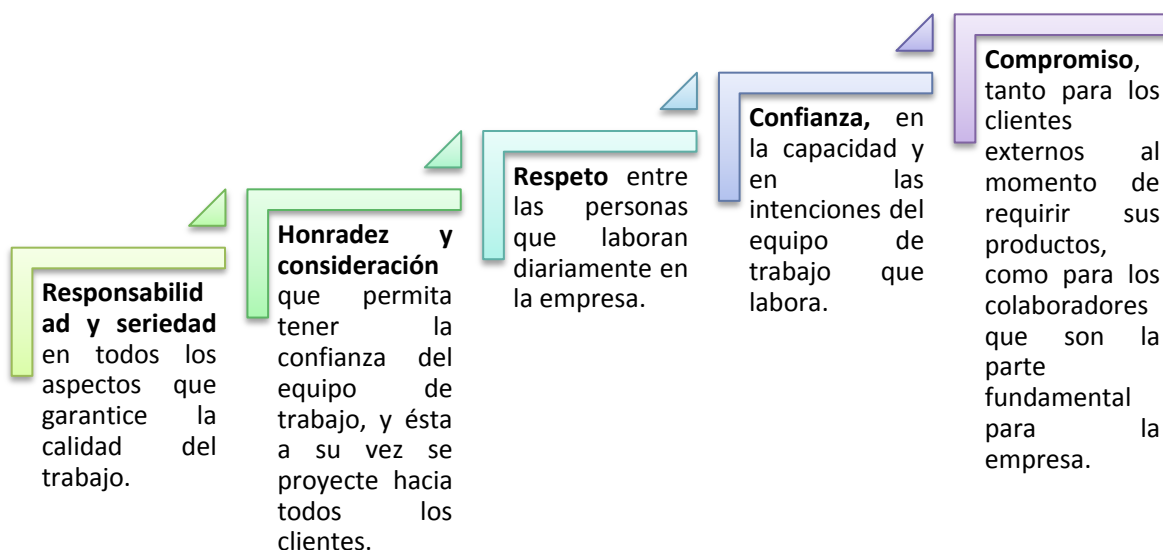 Responsabilid
ad y seriedad
en todos los
aspectos que
garantice la
calidad del
trabajo.
Honradez y
consideración
que permita
tener la
confianza del
equipo de
trabajo, y ésta
a su vez se
proyecte hacia
todos los
clientes.
Respeto entre
las personas
que laboran
diariamente en
la empresa.
Confianza, en
la capacidad y
en las
intenciones del
equipo de
trabajo que
labora.
Compromiso,
tanto para los
clientes
externos al
momento de
requirir sus
productos,
como para los
colaboradores
que son la
parte
fundamental
para la
empresa.